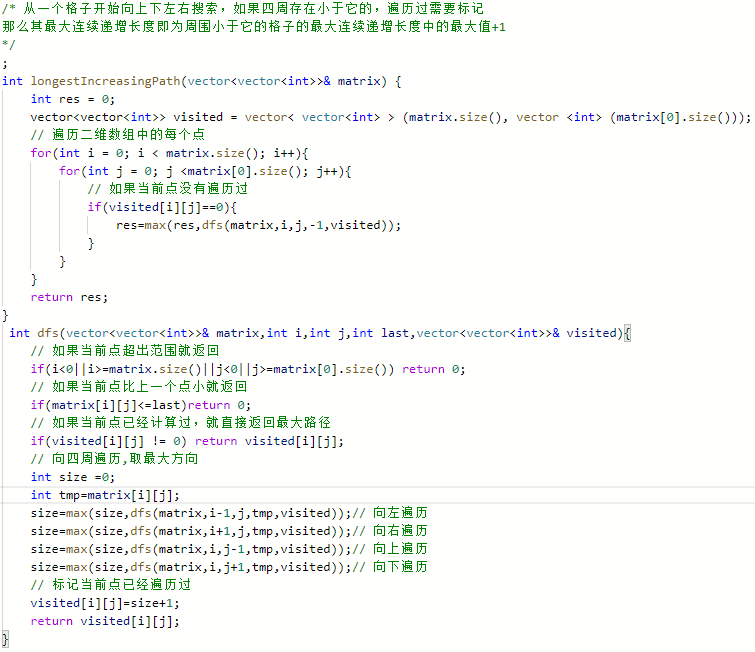 /* 从一个格子开始向上下左右搜索，如果四周存在小于它的，遍历过需要标记
那么其最大连续递增长度即为周围小于它的格子的最大连续递增长度中的最大值+1
*/
;
int longestIncreasingPath(vector<vector<int>>& matrix) {
    int res = 0;
    vector<vector<int>> visited = vector< vector<int> > (matrix.size(), vector <int> (matrix[0].size()));
    // 遍历二维数组中的每个点
    for(int i = 0; i < matrix.size(); i++){
        for(int j = 0; j <matrix[0].size(); j++){
            // 如果当前点没有遍历过
            if(visited[i][j]==0){
                res=max(res,dfs(matrix,i,j,-1,visited));
            }
        }
    }
    return res;
}
 int dfs(vector<vector<int>>& matrix,int i,int j,int last,vector<vector<int>>& visited){
    // 如果当前点超出范围就返回
    if(i<0||i>=matrix.size()||j<0||j>=matrix[0].size()) return 0;
    // 如果当前点比上一个点小就返回
    if(matrix[i][j]<=last)return 0;
    // 如果当前点已经计算过，就直接返回最大路径
    if(visited[i][j] != 0) return visited[i][j];
    // 向四周遍历,取最大方向
    int size =0;
    int tmp=matrix[i][j];
    size=max(size,dfs(matrix,i-1,j,tmp,visited));// 向左遍历
    size=max(size,dfs(matrix,i+1,j,tmp,visited));// 向右遍历
    size=max(size,dfs(matrix,i,j-1,tmp,visited));// 向上遍历
    size=max(size,dfs(matrix,i,j+1,tmp,visited));// 向下遍历
    // 标记当前点已经遍历过
    visited[i][j]=size+1;
    return visited[i][j];
}